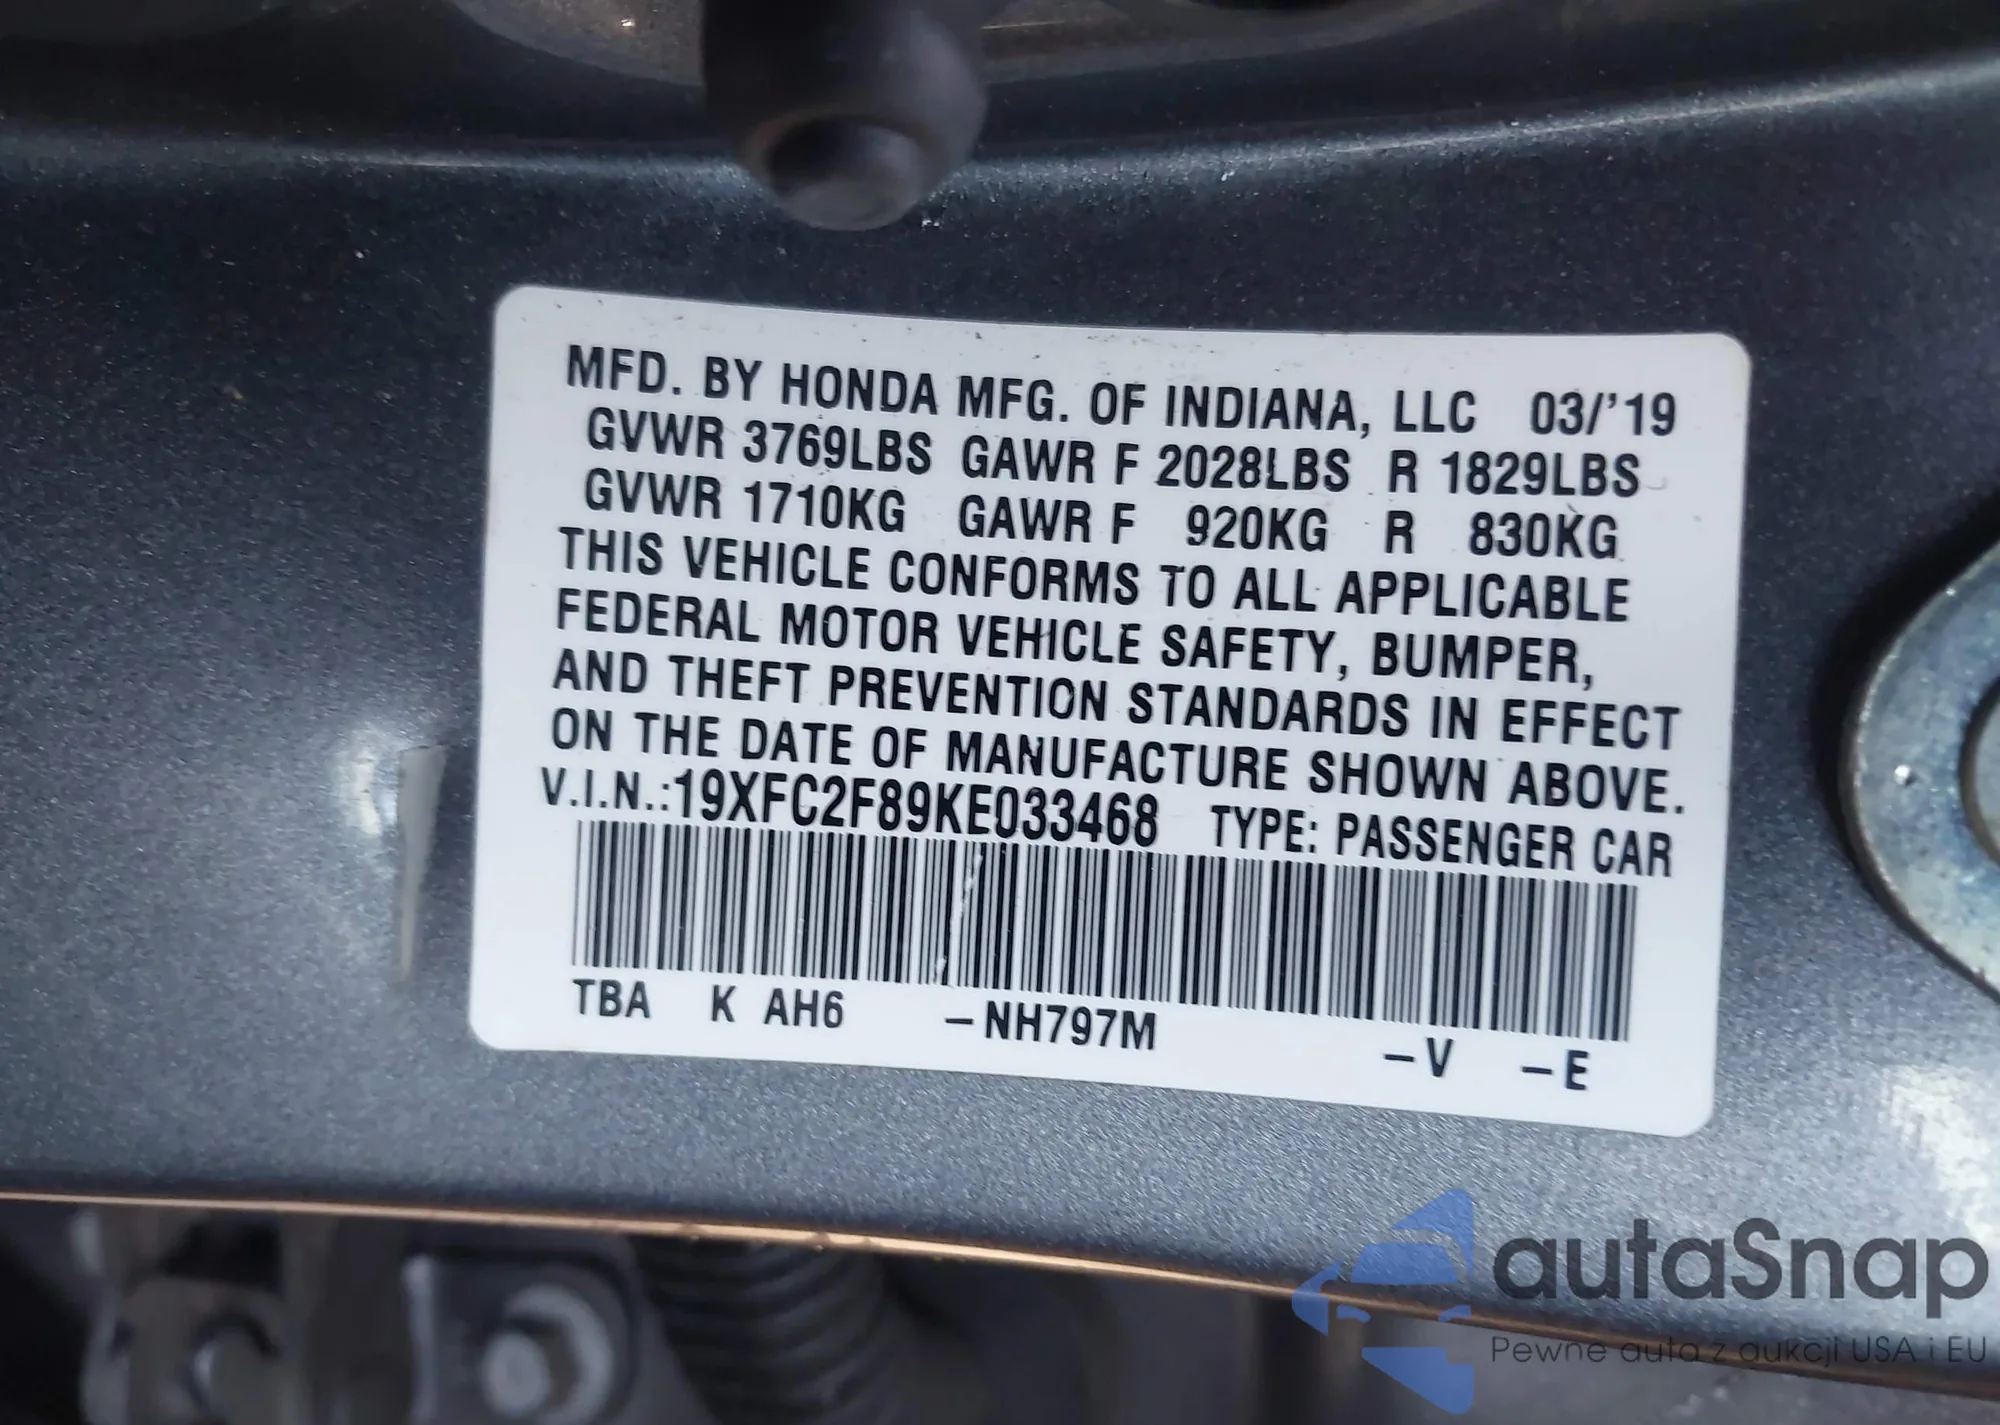 MFD. BY HONDA MFG. OF INDIANA, LLC 03/'19
GVWR 3769LBS GAWR F 2028LBS R 1829LBS
GVWR 1710KG GAWR F 920KG R 830KG
THIS VEHICLE CONFORMS TO ALL APPLICABLE
FEDERAL MOTOR VEHICLE SAFETY, BUMPER,
AND THEFT PREVENTION STANDARDS IN EFFECT
ON THE DATE OF MANUFACTURE SHOWN ABOVE.
V.I.N.:19XFC2F89KE033468 TYPE: PASSENGER CAR
TBA K AH6 -NH797M -V -E
autaSnap
Pewne auta z aukcji USA i EU